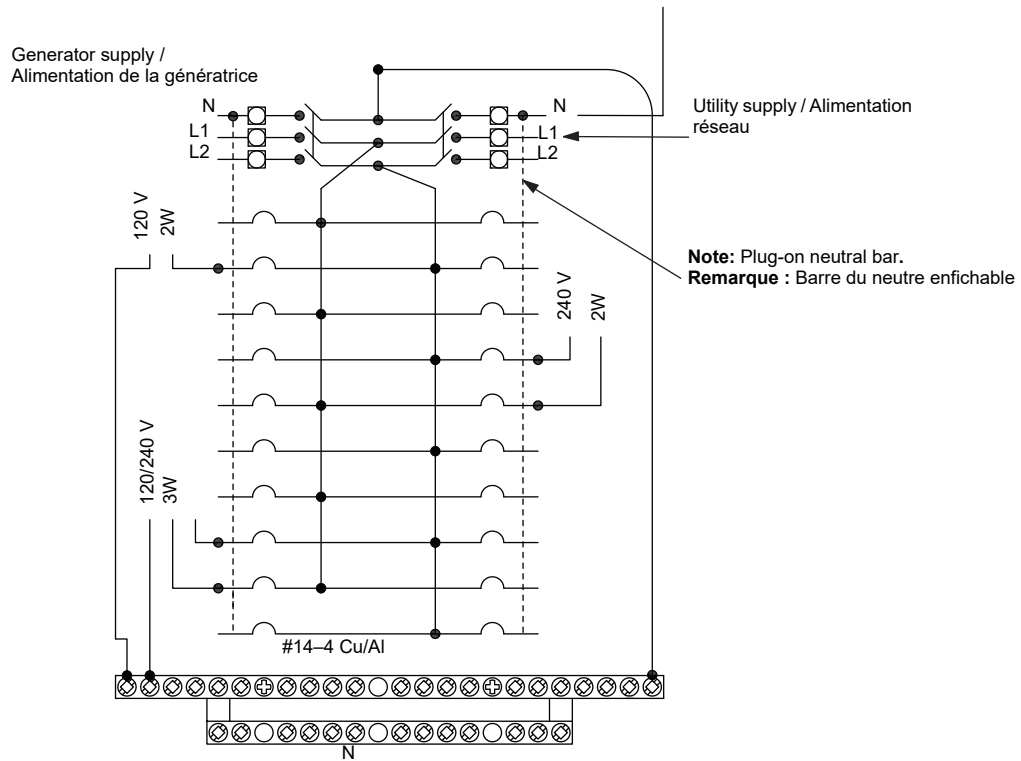 Generator supply /
Alimentation de la génératrice
N
L1
L2
N
L1
L2
Utility supply / Alimentation
réseau
120 V
2W
Note: Plug-on neutral bar.
Remarque : Barre du neutre enfichable
240 V
2W
120/240 V
3W
#14–4 Cu/Al
N